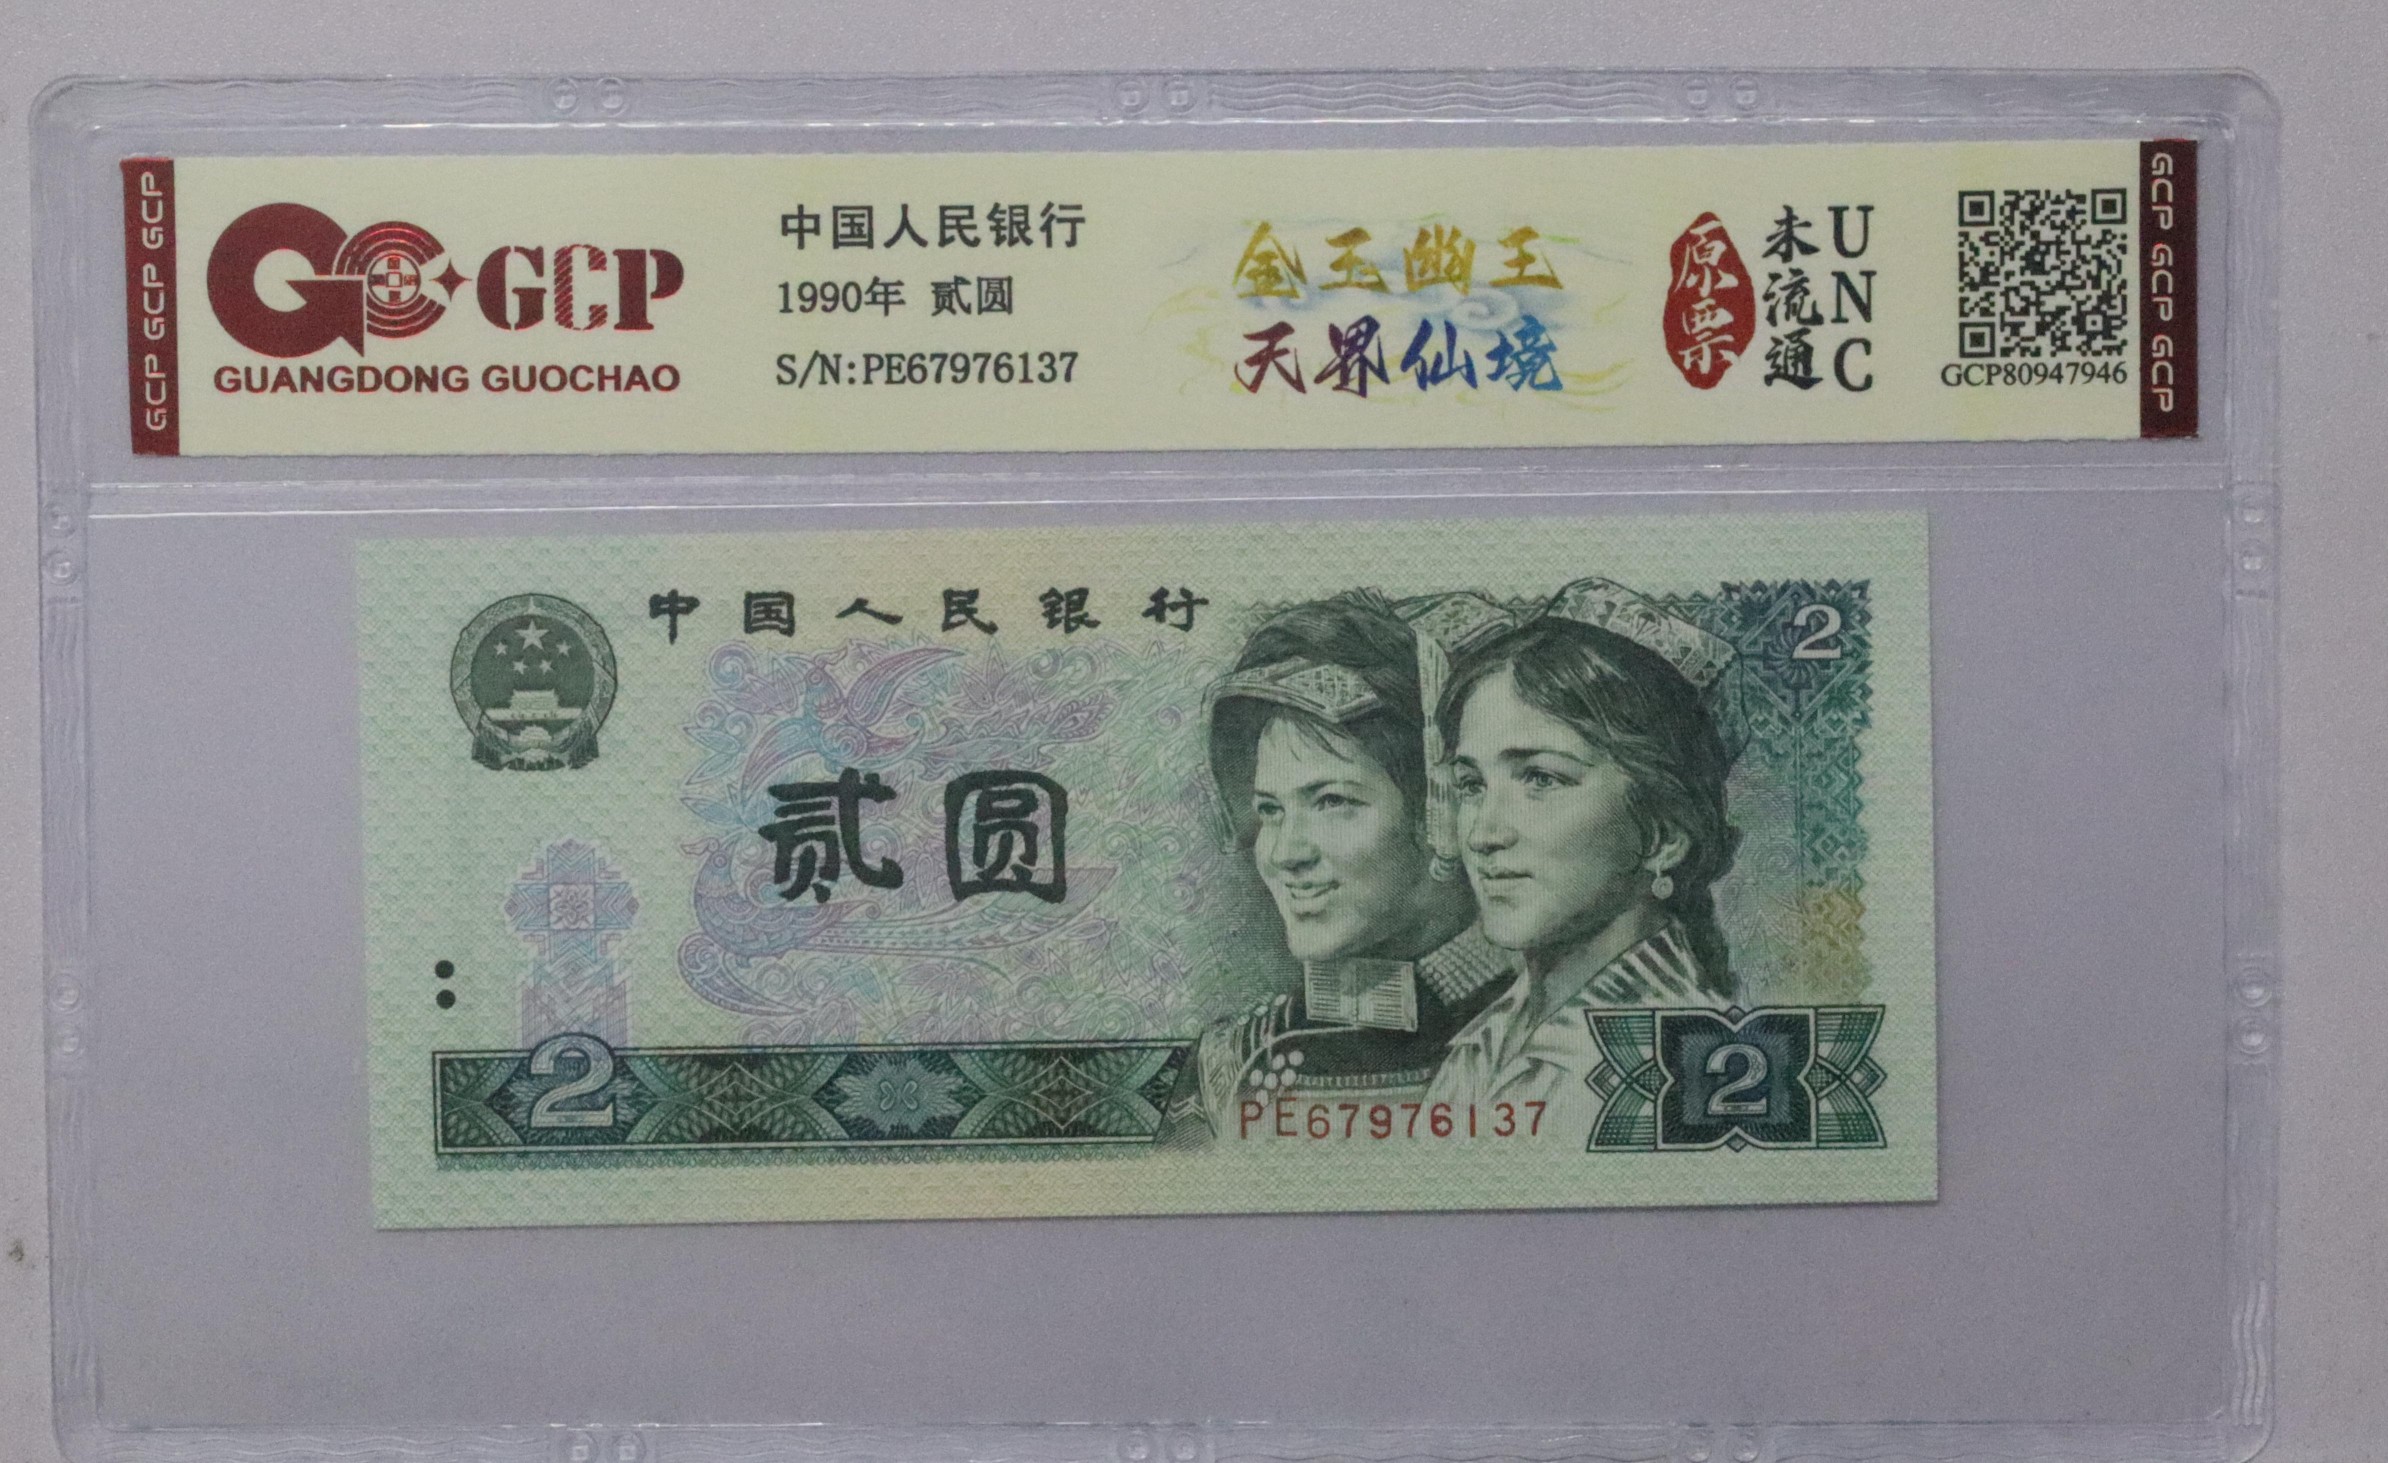 GCP GCP GCP
GCP
GUANGDONG GUOCHAO
中国人民银行
1990年 贰圆
S/N:PE67976137
金玉幽王
天界仙境
原票
未流通
UNC
GCP80947946
GCP GCP GCP
中国人民银行
2
贰圆
2
PE67976137
2